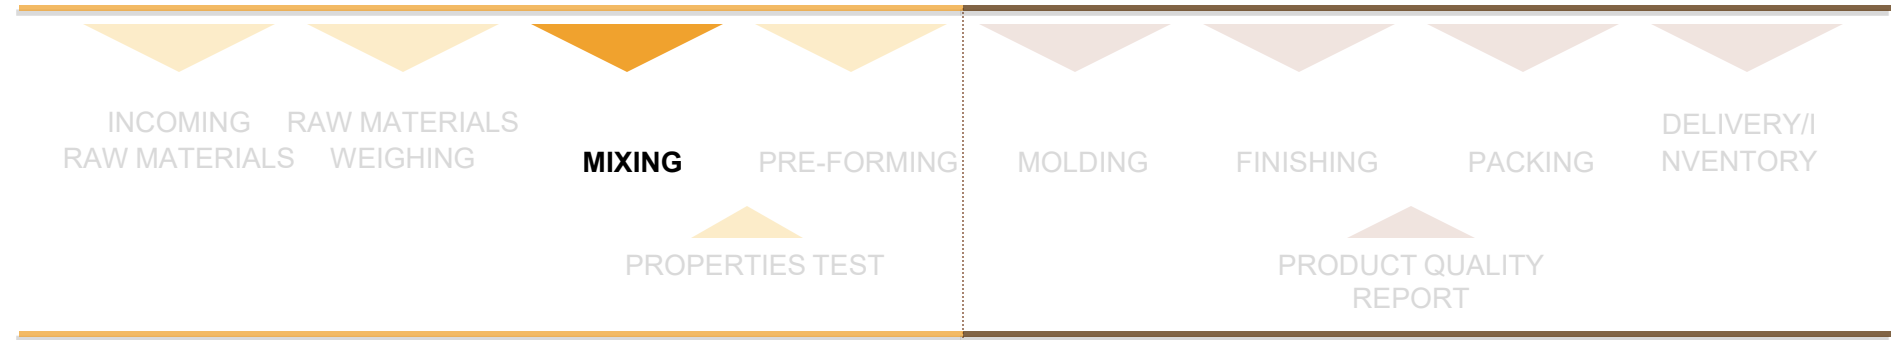 INCOMING
RAW MATERIALS
RAW MATERIALS
WEIGHING
MIXING
PRE-FORMING
MOLDING
FINISHING
PACKING
DELIVERY/I
NVENTORY
PROPERTIES TEST
PRODUCT QUALITY
REPORT